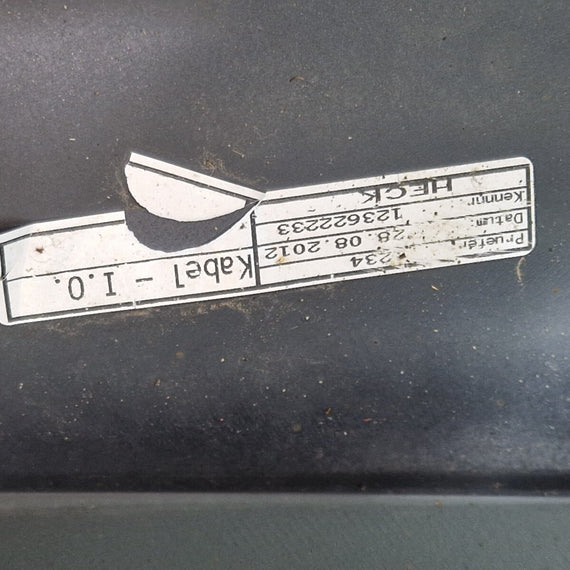 Pruefer. 234
Datum 28.08.2012
Kennnr 123622233
HECK
Kabel - I.O.